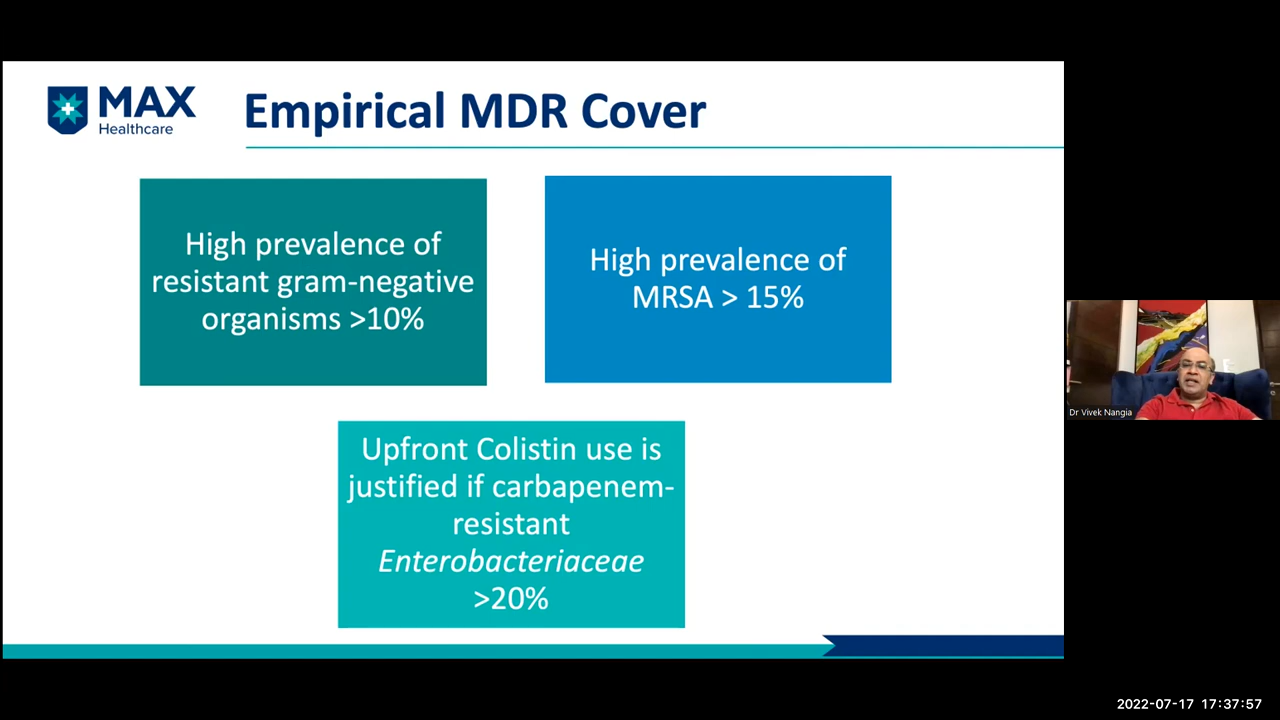 MAX
Healthcare
Empirical MDR Cover
High prevalence of
resistant gram-negative
organisms >10%
High prevalence of
MRSA > 15%
Upfront Colistin use is
justified if carbapenem-
resistant
Enterobacteriaceae
>20%
Dr Vivek Nangia
2022-07-17 17:37:57